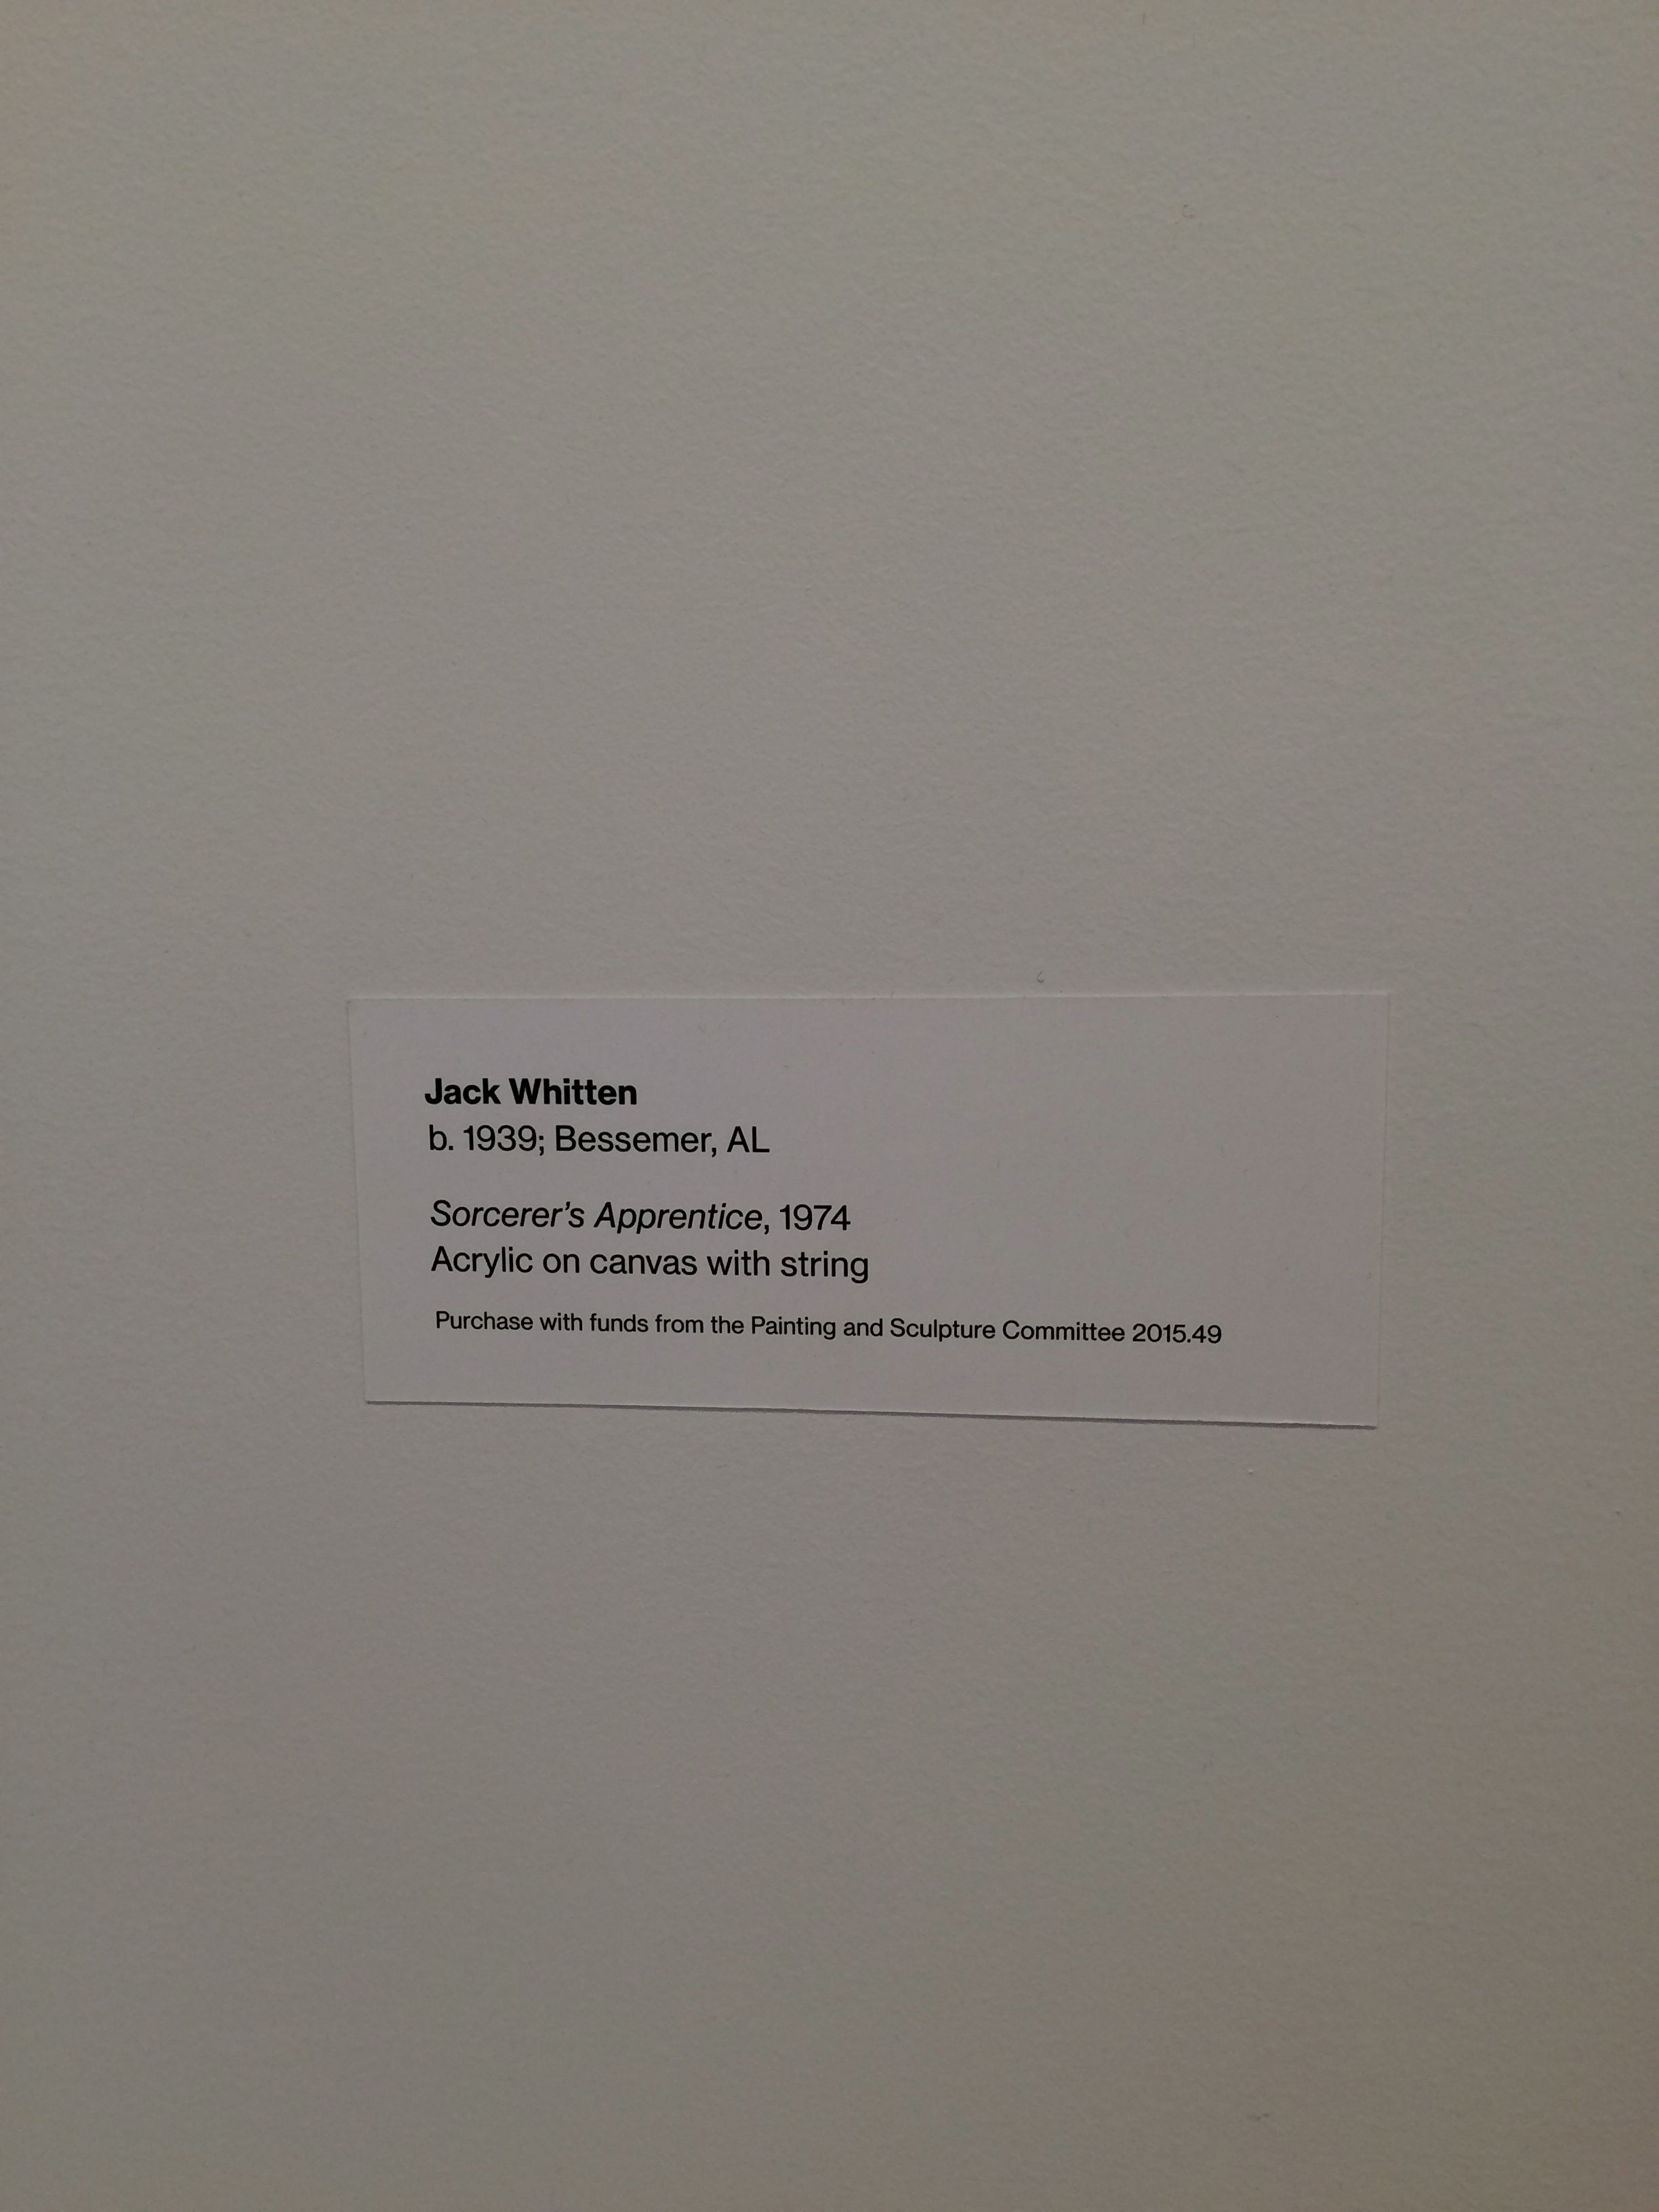 Jack Whitten
b. 1939; Bessemer, AL
Sorcerer’s Apprentice, 1974
Acrylic on canvas with string
Purchase with funds from the Painting and Sculpture Committee 2015.49